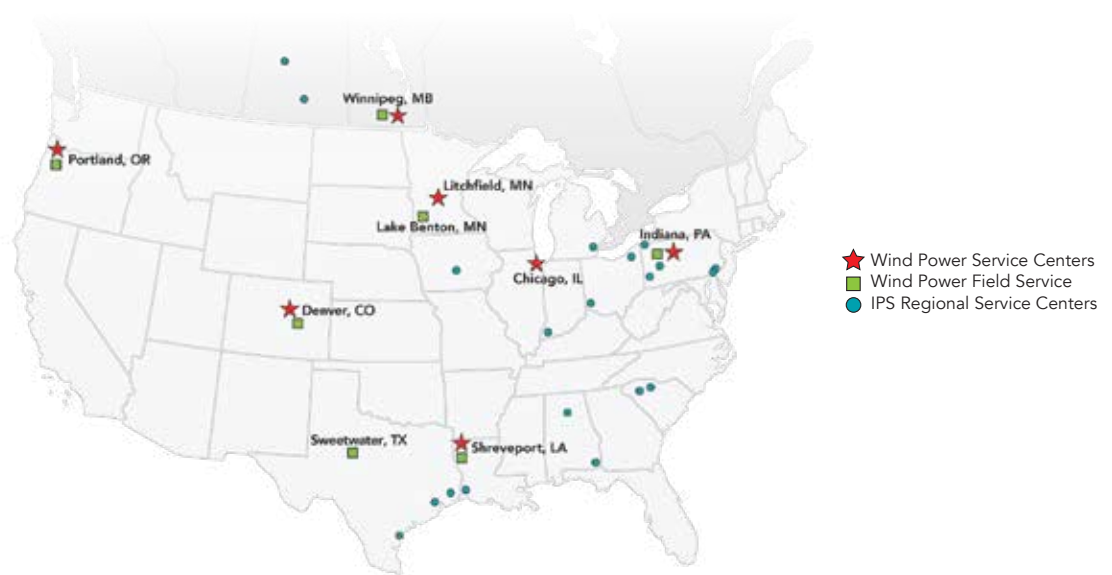 Winnipeg, MB
Portland, OR
Litchfield, MN
Lake Benton, MN
Indiana, PA
Chicago, IL
Wind Power Service Centers
Wind Power Field Service
IPS Regional Service Centers
Denver, CO
Sweetwater, TX
Shreveport, LA